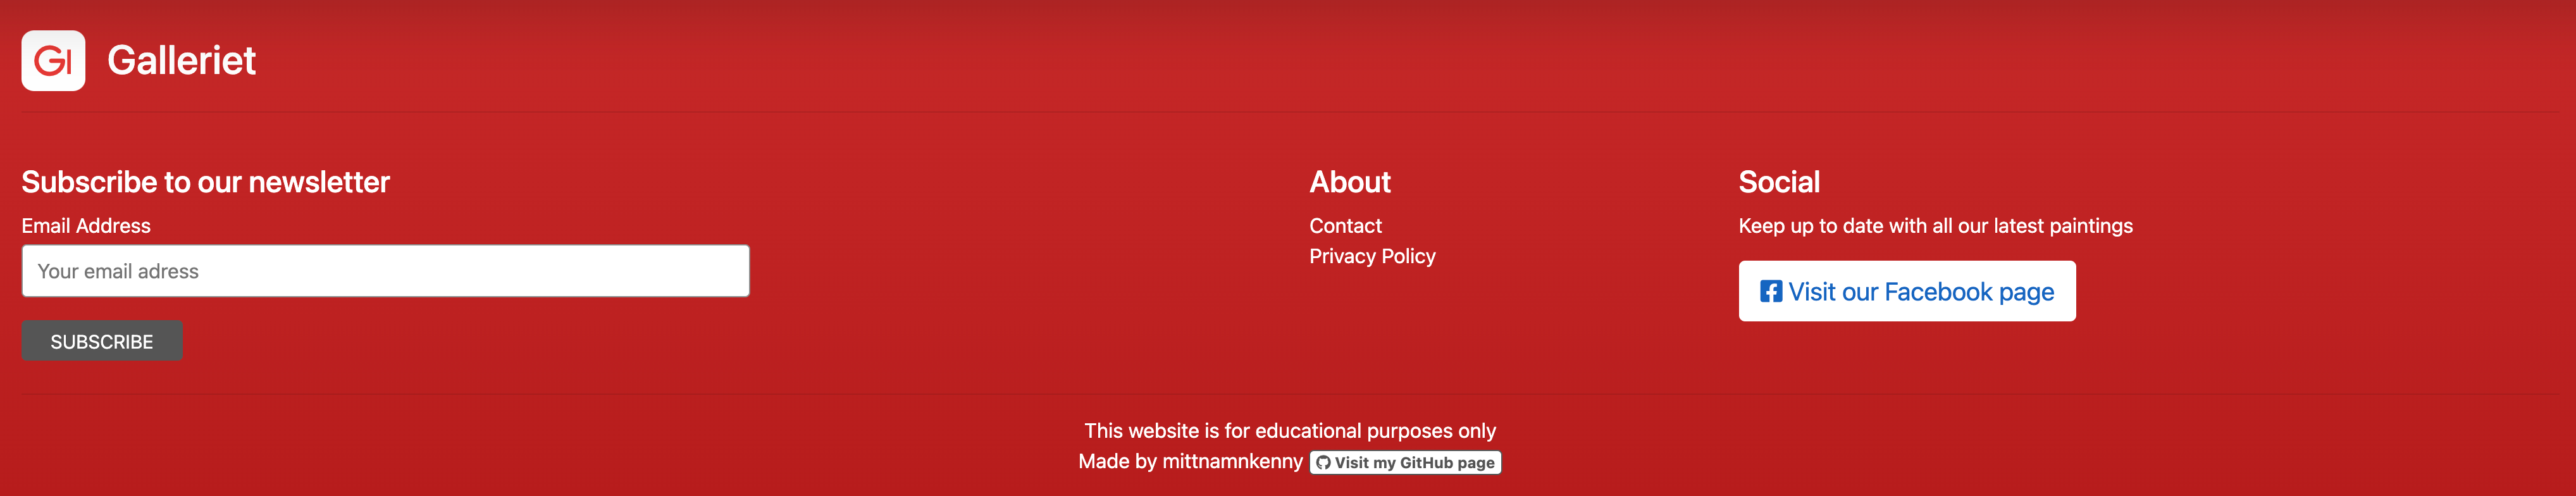 Gl Galleriet
Subscribe to our newsletter
Email Address
Your email adress
SUBSCRIBE
About
Contact
Privacy Policy
Social
Keep up to date with all our latest paintings
Visit our Facebook page
This website is for educational purposes only
Made by mittnamnkenny Visit my GitHub page